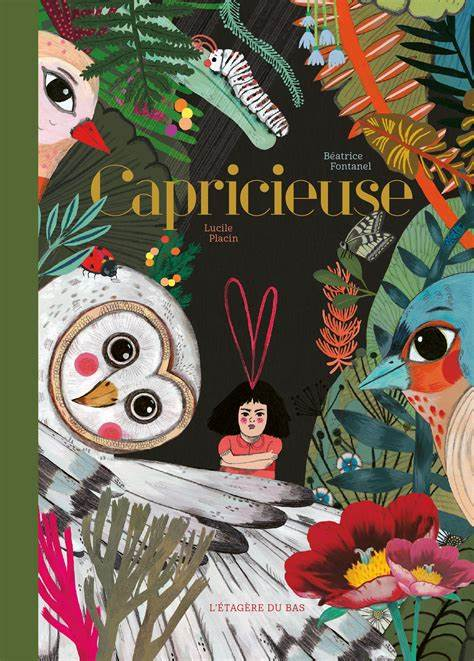 Béatrice
Fontanel
Capricieuse
Lucile
Placin
L'ÉTAGÈRE DU BAS